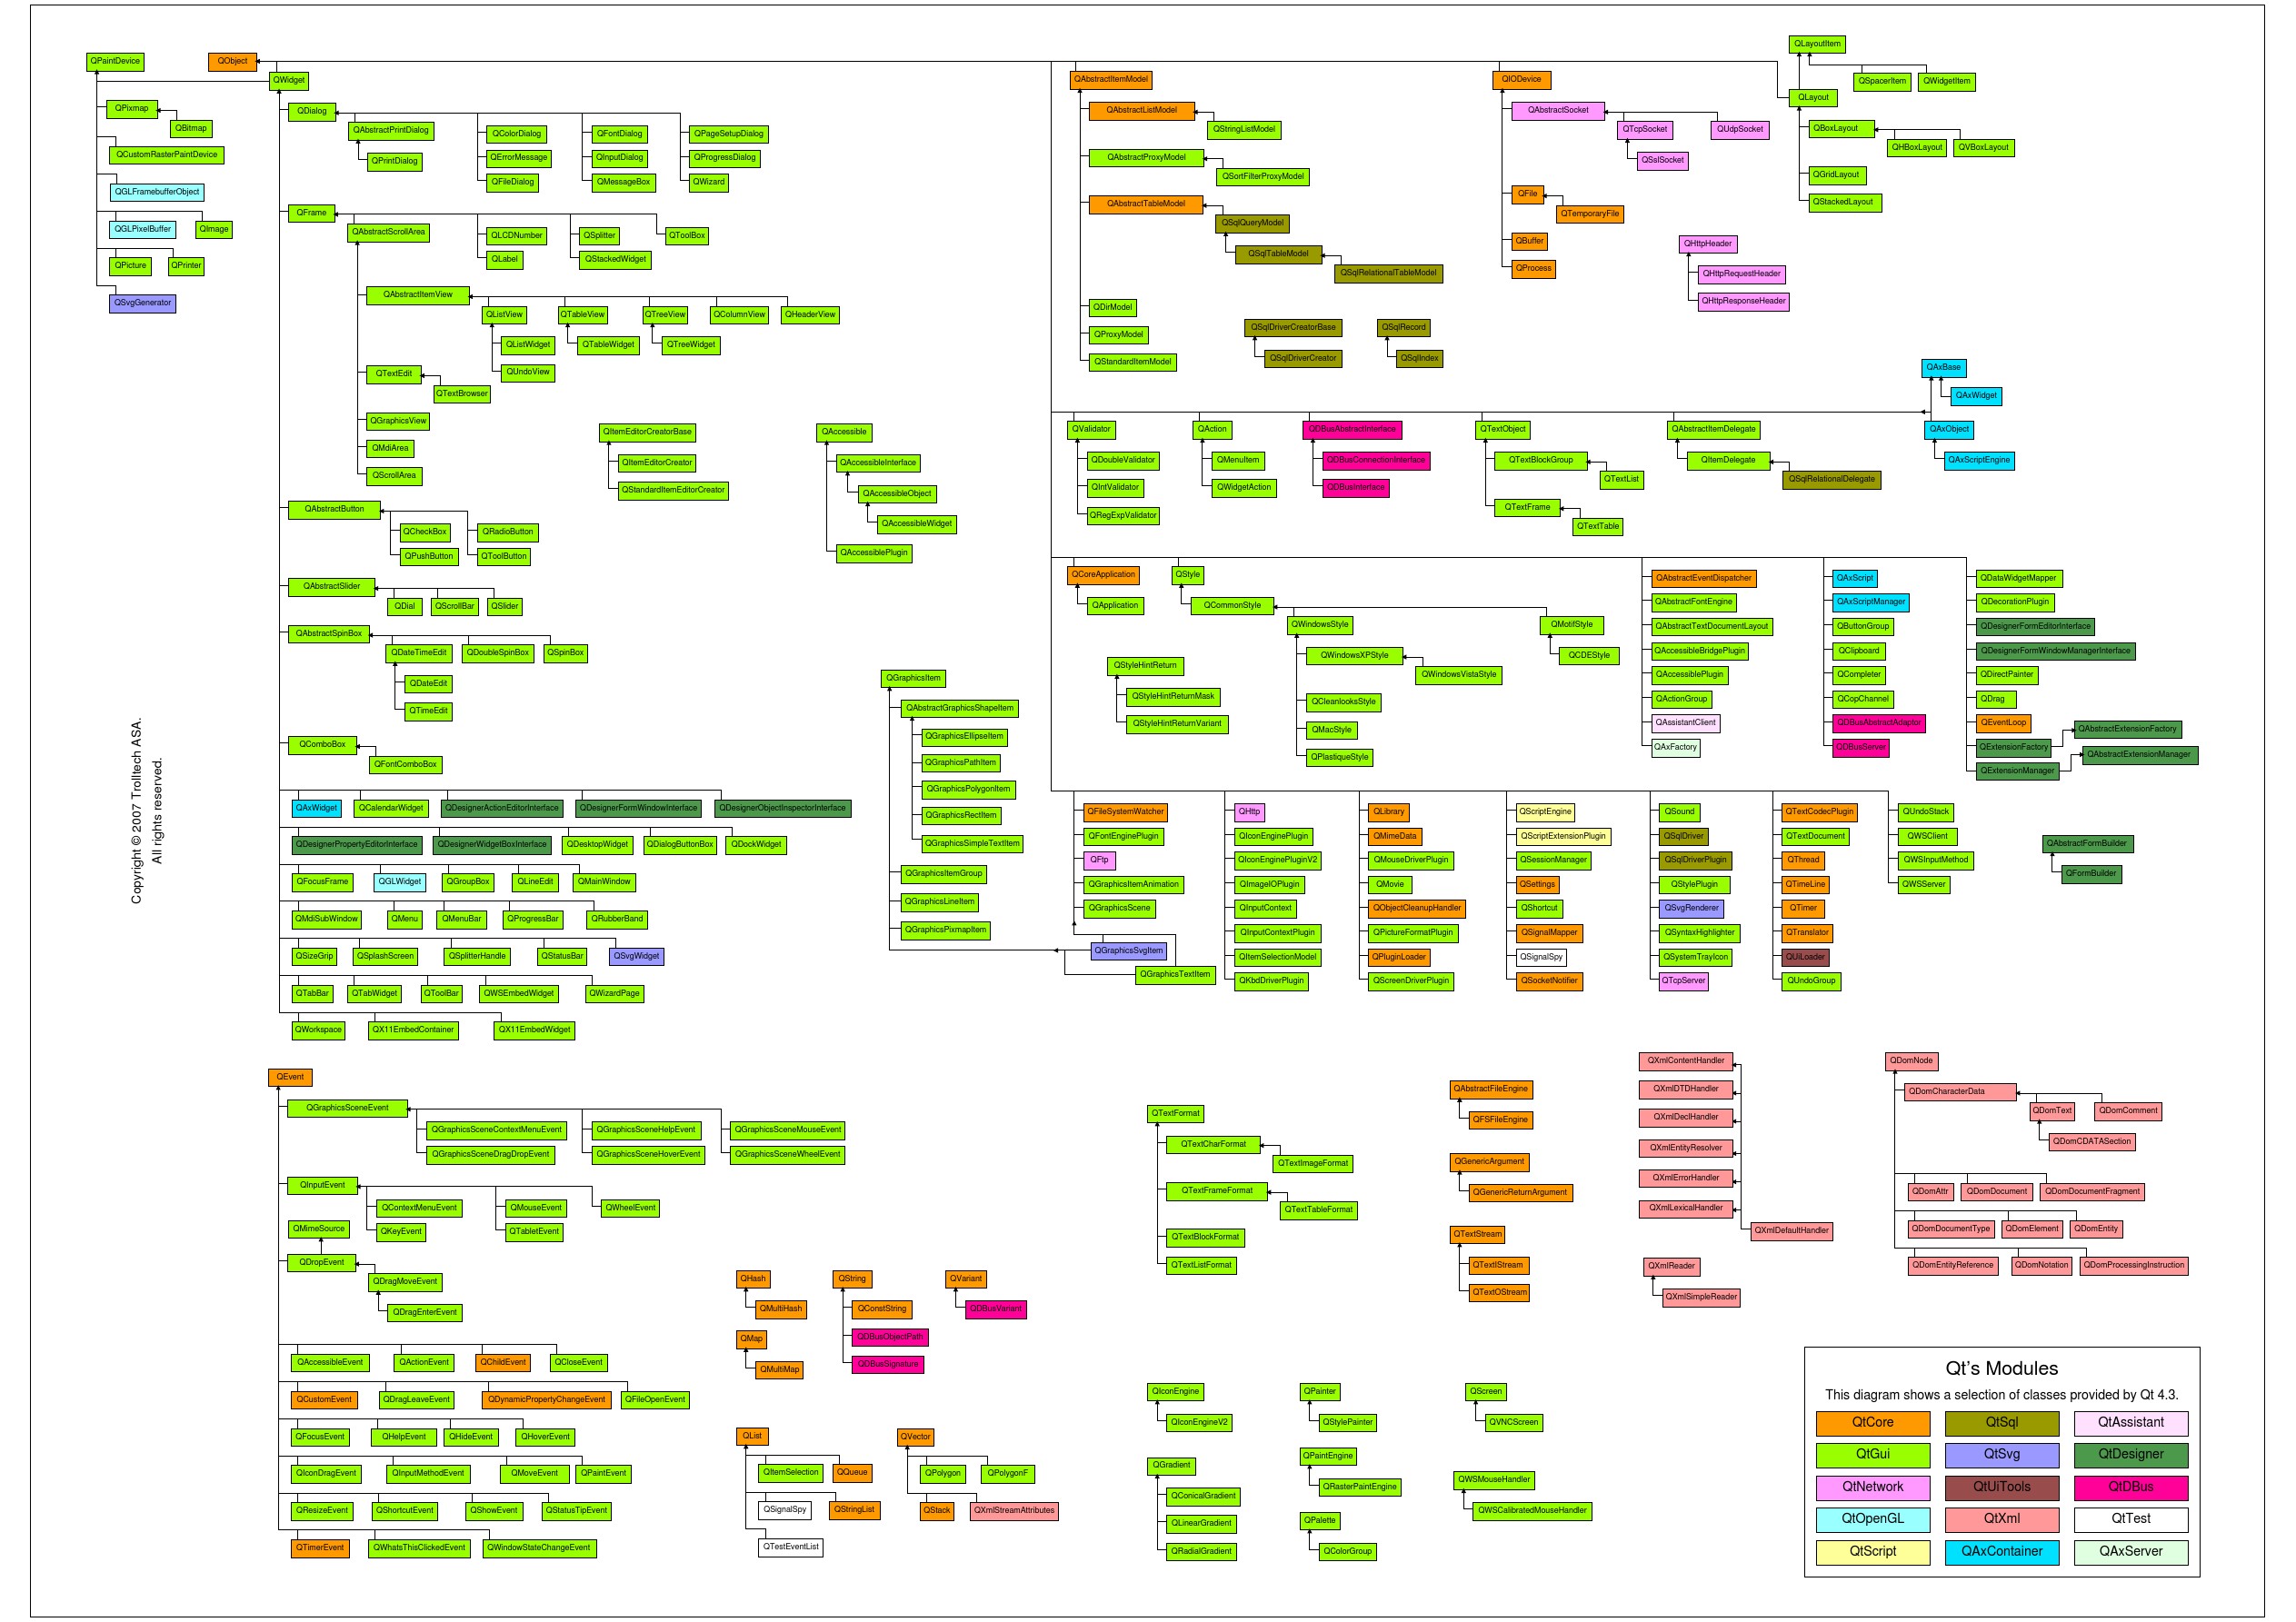 QPaintDevice
QPixmap
QBitmap
QCustomRasterPaintDevice
QGLFramebufferObject
QGLPixelBuffer
QImage
QPicture
QPrinter
QSvgGenerator
QObject
QWidget
QDialog
QAbstractPrintDialog
QPrintDialog
QColorDialog
QErrorMessage
QFileDialog
QFontDialog
QInputDialog
QMessageBox
QPageSetupDialog
QProgressDialog
QWizard
QFrame
QAbstractScrollArea
QLCDNumber
QLabel
QSplitter
QStackedWidget
QToolBox
QAbstractItemView
QListView
QTableView
QTreeView
QColumnView
QHeaderView
QListWidget
QTableWidget
QTreeWidget
QUndoView
QTextEdit
QTextBrowser
QGraphicsView
QMdiArea
QScrollArea
QItemEditorCreatorBase
QItemEditorCreator
QStandardItemEditorCreator
QAccessible
QAccessibleInterface
QAccessibleObject
QAccessibleWidget
QAccessiblePlugin
QAbstractButton
QCheckBox
QPushButton
QRadioButton
QToolButton
QAbstractSlider
QDial
QScrollBar
QSlider
QAbstractSpinBox
QDateTimeEdit
QDoubleSpinBox
QSpinBox
QDateEdit
QTimeEdit
QComboBox
QFontComboBox
QAxWidget
QCalendarWidget
QDesignerActionEditorInterface
QDesignerFormWindowInterface
QDesignerObjectInspectorInterface
QDesignerPropertyEditorInterface
QDesignerWidgetBoxInterface
QDesktopWidget
QDialogButtonBox
QDockWidget
QFocusFrame
QGLWidget
QGroupBox
QLineEdit
QMainWindow
QMdiSubWindow
QMenu
QMenuBar
QProgressBar
QRubberBand
QSizeGrip
QSplashScreen
QSplitterHandle
QStatusBar
QSvgWidget
QTabBar
QTabWidget
QToolBar
QWSEmbedWidget
QWizardPage
QWorkspace
QX11EmbedContainer
QX11EmbedWidget
Copyright © 2007 Trolltech ASA.
All rights reserved.
QGraphicsItem
QAbstractGraphicsShapeItem
QGraphicsEllipseItem
QGraphicsPathItem
QGraphicsPolygonItem
QGraphicsRectItem
QGraphicsSimpleTextItem
QGraphicsItemGroup
QGraphicsLineItem
QGraphicsPixmapItem
QGraphicsSvgItem
QGraphicsTextItem
QAbstractItemModel
QAbstractListModel
QStringListModel
QAbstractProxyModel
QSortFilterProxyModel
QAbstractTableModel
QSqlQueryModel
QSqlTableModel
QSqlRelationalTableModel
QDirModel
QProxyModel
QStandardItemModel
QSqlDriverCreatorBase
QSqlDriverCreator
QSqlRecord
QSqlIndex
QIODevice
QAbstractSocket
QTcpSocket
QUdpSocket
QSslSocket
QFile
QTemporaryFile
QBuffer
QProcess
QHttpHeader
QHttpRequestHeader
QHttpResponseHeader
QLayoutItem
QSpacerItem
QWidgetItem
QLayout
QBoxLayout
QHBoxLayout
QVBoxLayout
QGridLayout
QStackedLayout
QAxBase
QAxWidget
QAxObject
QAxScriptEngine
QValidator
QDoubleValidator
QIntValidator
QRegExpValidator
QAction
QMenuItem
QWidgetAction
QDBusAbstractInterface
QDBusConnectionInterface
QDBusInterface
QTextObject
QTextBlockGroup
QTextList
QTextFrame
QTextTable
QAbstractItemDelegate
QItemDelegate
QSqlRelationalDelegate
QCoreApplication
QApplication
QStyle
QCommonStyle
QWindowsStyle
QMotifStyle
QWindowsXPStyle
QWindowsVistaStyle
QCDEStyle
QCleanlooksStyle
QMacStyle
QPlastiqueStyle
QStyleHintReturn
QStyleHintReturnMask
QStyleHintReturnVariant
QAbstractEventDispatcher
QAbstractFontEngine
QAbstractTextDocumentLayout
QAccessibleBridgePlugin
QAccessiblePlugin
QActionGroup
QAssistantClient
QAxFactory
QAxScript
QAxScriptManager
QButtonGroup
QClipboard
QCompleter
QCopChannel
QDBusAbstractAdaptor
QDBusServer
QDataWidgetMapper
QDecorationPlugin
QDesignerFormEditorInterface
QDesignerFormWindowManagerInterface
QDirectPainter
QDrag
QEventLoop
QExtensionFactory
QExtensionManager
QAbstractExtensionFactory
QAbstractExtensionManager
QFileSystemWatcher
QFontEnginePlugin
QFtp
QGraphicsItemAnimation
QGraphicsScene
QHttp
QIconEnginePlugin
QIconEnginePluginV2
QImageIOPlugin
QInputContext
QInputContextPlugin
QItemSelectionModel
QKbdDriverPlugin
QLibrary
QMimeData
QMouseDriverPlugin
QMovie
QObjectCleanupHandler
QPictureFormatPlugin
QPluginLoader
QScreenDriverPlugin
QScriptEngine
QScriptExtensionPlugin
QSessionManager
QSettings
QShortcut
QSignalMapper
QSignalSpy
QSocketNotifier
QSound
QSqlDriver
QSqlDriverPlugin
QStylePlugin
QSvgRenderer
QSyntaxHighlighter
QSystemTrayIcon
QTcpServer
QTextCodecPlugin
QTextDocument
QThread
QTimeLine
QTimer
QTranslator
QUiLoader
QUndoGroup
QUndoStack
QWSClient
QWSInputMethod
QWSServer
QAbstractFormBuilder
QFormBuilder
QEvent
QGraphicsSceneEvent
QGraphicsSceneContextMenuEvent
QGraphicsSceneDragDropEvent
QGraphicsSceneHelpEvent
QGraphicsSceneHoverEvent
QGraphicsSceneMouseEvent
QGraphicsSceneWheelEvent
QInputEvent
QContextMenuEvent
QKeyEvent
QMouseEvent
QTabletEvent
QWheelEvent
QMimeSource
QDropEvent
QDragMoveEvent
QDragEnterEvent
QAccessibleEvent
QActionEvent
QChildEvent
QCloseEvent
QCustomEvent
QDragLeaveEvent
QDynamicPropertyChangeEvent
QFileOpenEvent
QFocusEvent
QHelpEvent
QHideEvent
QHoverEvent
QIconDragEvent
QInputMethodEvent
QMoveEvent
QPaintEvent
QResizeEvent
QShortcutEvent
QShowEvent
QStatusTipEvent
QTimerEvent
QWhatsThisClickedEvent
QWindowStateChangeEvent
QHash
QMultiHash
QMap
QMultiMap
QString
QConstString
QDBusObjectPath
QDBusSignature
QVariant
QDBusVariant
QList
QItemSelection
QQueue
QSignalSpy
QStringList
QTestEventList
QVector
QPolygon
QPolygonF
QStack
QXmlStreamAttributes
QTextFormat
QTextCharFormat
QTextImageFormat
QTextFrameFormat
QTextTableFormat
QTextBlockFormat
QTextListFormat
QIconEngine
QIconEngineV2
QGradient
QConicalGradient
QLinearGradient
QRadialGradient
QPainter
QStylePainter
QPaintEngine
QRasterPaintEngine
QPalette
QColorGroup
QScreen
QVNCScreen
QWSMouseHandler
QWSCalibratedMouseHandler
QAbstractFileEngine
QFSFileEngine
QGenericArgument
QGenericReturnArgument
QTextStream
QTextIStream
QTextOStream
QXmlContentHandler
QXmlDTDHandler
QXmlDeclHandler
QXmlEntityResolver
QXmlErrorHandler
QXmlLexicalHandler
QXmlDefaultHandler
QXmlReader
QXmlSimpleReader
QDomNode
QDomCharacterData
QDomText
QDomComment
QDomCDATASection
QDomAttr
QDomDocument
QDomDocumentFragment
QDomDocumentType
QDomElement
QDomEntity
QDomEntityReference
QDomNotation
QDomProcessingInstruction
Qt's Modules
This diagram shows a selection of classes provided by Qt 4.3.
QtCore
QtSql
QtAssistant
QtGui
QtSvg
QtDesigner
QtNetwork
QtUiTools
QtDBus
QtOpenGL
QtXml
QtTest
QtScript
QAxContainer
QAxServer